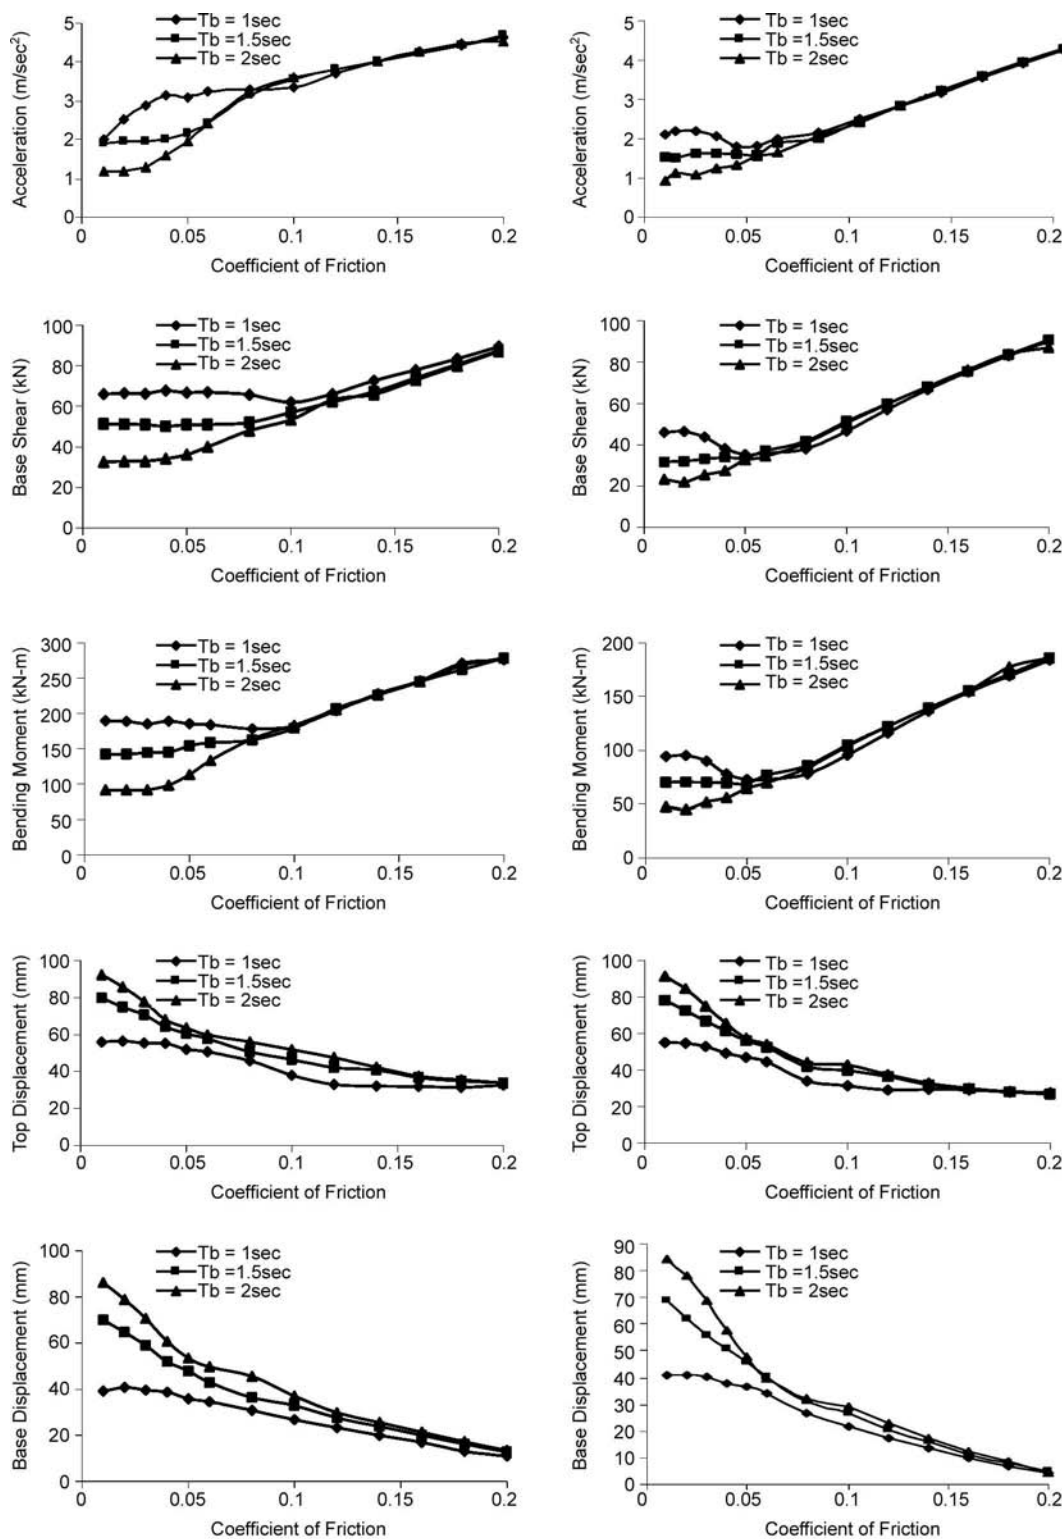 Acceleration (m/sec²)
5
4
3
2
1
0
Tb = 1sec
Tb =1.5sec
Tb = 2sec
0
0.05
0.1
0.15
0.2
Coefficient of Friction
Acceleration (m/sec²)
5
4
3
2
1
0
Tb = 1sec
Tb =1.5sec
Tb = 2sec
0
0.05
0.1
0.15
0.2
Coefficient of Friction
Base Shear (kN)
100
80
60
40
20
0
Tb = 1sec
Tb =1.5sec
Tb = 2sec
0
0.05
0.1
0.15
0.2
Coefficient of Friction
Base Shear (kN)
100
80
60
40
20
0
Tb = 1sec
Tb =1.5sec
Tb = 2sec
0
0.05
0.1
0.15
0.2
Coefficient of Friction
Bending Moment (kN-m)
300
250
200
150
100
50
0
Tb = 1sec
Tb =1.5sec
Tb = 2sec
0
0.05
0.1
0.15
0.2
Coefficient of Friction
Bending Moment (kN-m)
200
150
100
50
0
Tb = 1sec
Tb =1.5sec
Tb = 2sec
0
0.05
0.1
0.15
0.2
Coefficient of Friction
Top Displacement (mm)
100
80
60
40
20
0
Tb = 1sec
Tb =1.5sec
Tb = 2sec
0
0.05
0.1
0.15
0.2
Coefficient of Friction
Top Displacement (mm)
100
80
60
40
20
0
Tb = 1sec
Tb =1.5sec
Tb = 2sec
0
0.05
0.1
0.15
0.2
Coefficient of Friction
Base Displacement (mm)
100
80
60
40
20
0
Tb = 1sec
Tb =1.5sec
Tb = 2sec
0
0.05
0.1
0.15
0.2
Coefficient of Friction
Base Displacement (mm)
90
80
70
60
50
40
30
20
10
0
Tb = 1sec
Tb =1.5sec
Tb = 2sec
0
0.05
0.1
0.15
0.2
Coefficient of Friction